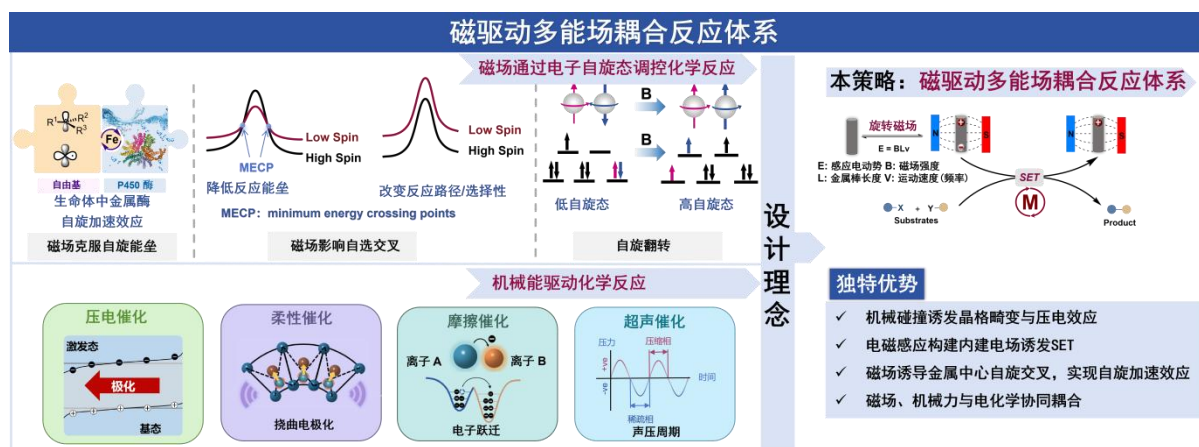 磁驱动多能场耦合反应体系
磁场通过电子自旋态调控化学反应
R¹
R²
R³
Fe
自由基
P450 酶
生命体中金属酶
自旋加速效应
磁场克服自旋能垒
Low Spin
High Spin
MECP
降低反应能垒
Low Spin
High Spin
改变反应路径/选择性
MECP：minimum energy crossing points
磁场影响自选交叉
B
B
低自旋态
高自旋态
自旋翻转
机械能驱动化学反应
压电催化
激发态
极化
基态
柔性催化
挠曲电极化
摩擦催化
离子 A
离子 B
电子跃迁
超声催化
压力
压缩相
+ve
-ve
时间
稀疏相
声压周期
设计理念
本策略：磁驱动多能场耦合反应体系
旋转磁场
E = BLv
N
S
N
S
E: 感应电动势 B: 磁场强度
L: 金属棒长度 V: 运动速度(频率)
SET
M
X + Y
Substrates
Product
独特优势
✓ 机械碰撞诱发晶格畸变与压电效应
✓ 电磁感应构建内建电场诱发SET
✓ 磁场诱导金属中心自旋交叉，实现自旋加速效应
✓ 磁场、机械力与电化学协同耦合